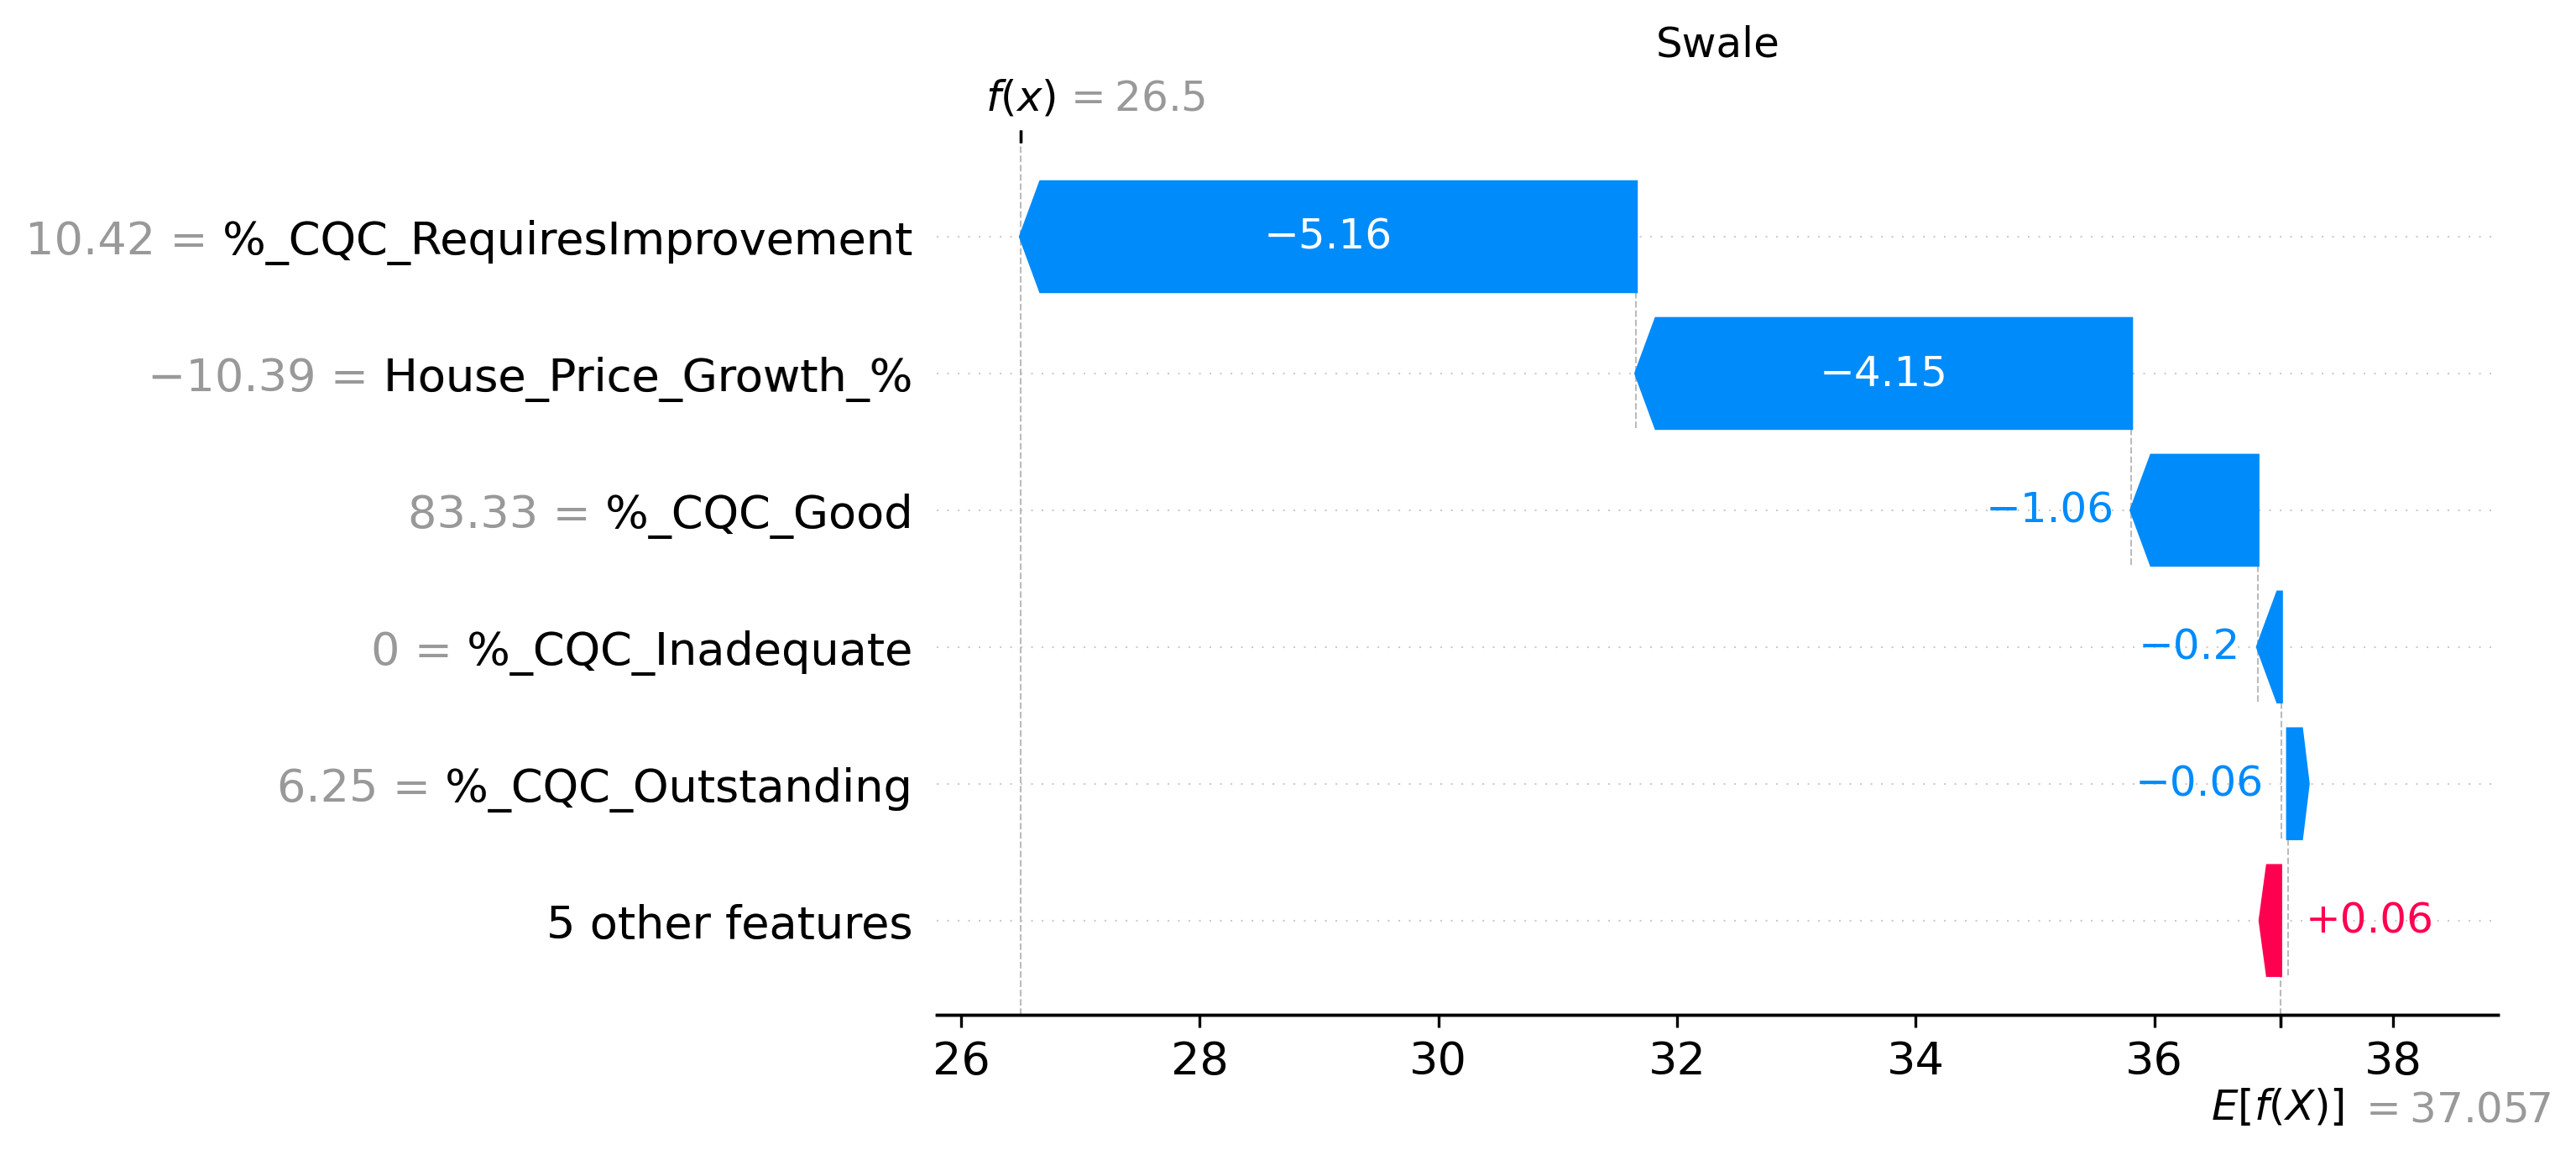 Swale
f(x) = 26.5
10.42 = %_CQC_RequiresImprovement
−5.16
−10.39 = House_Price_Growth_%
−4.15
83.33 = %_CQC_Good
−1.06
0 = %_CQC_Inadequate
−0.2
6.25 = %_CQC_Outstanding
−0.06
5 other features
+0.06
26 28 30 32 34 36 38
E[f(X)] = 37.057